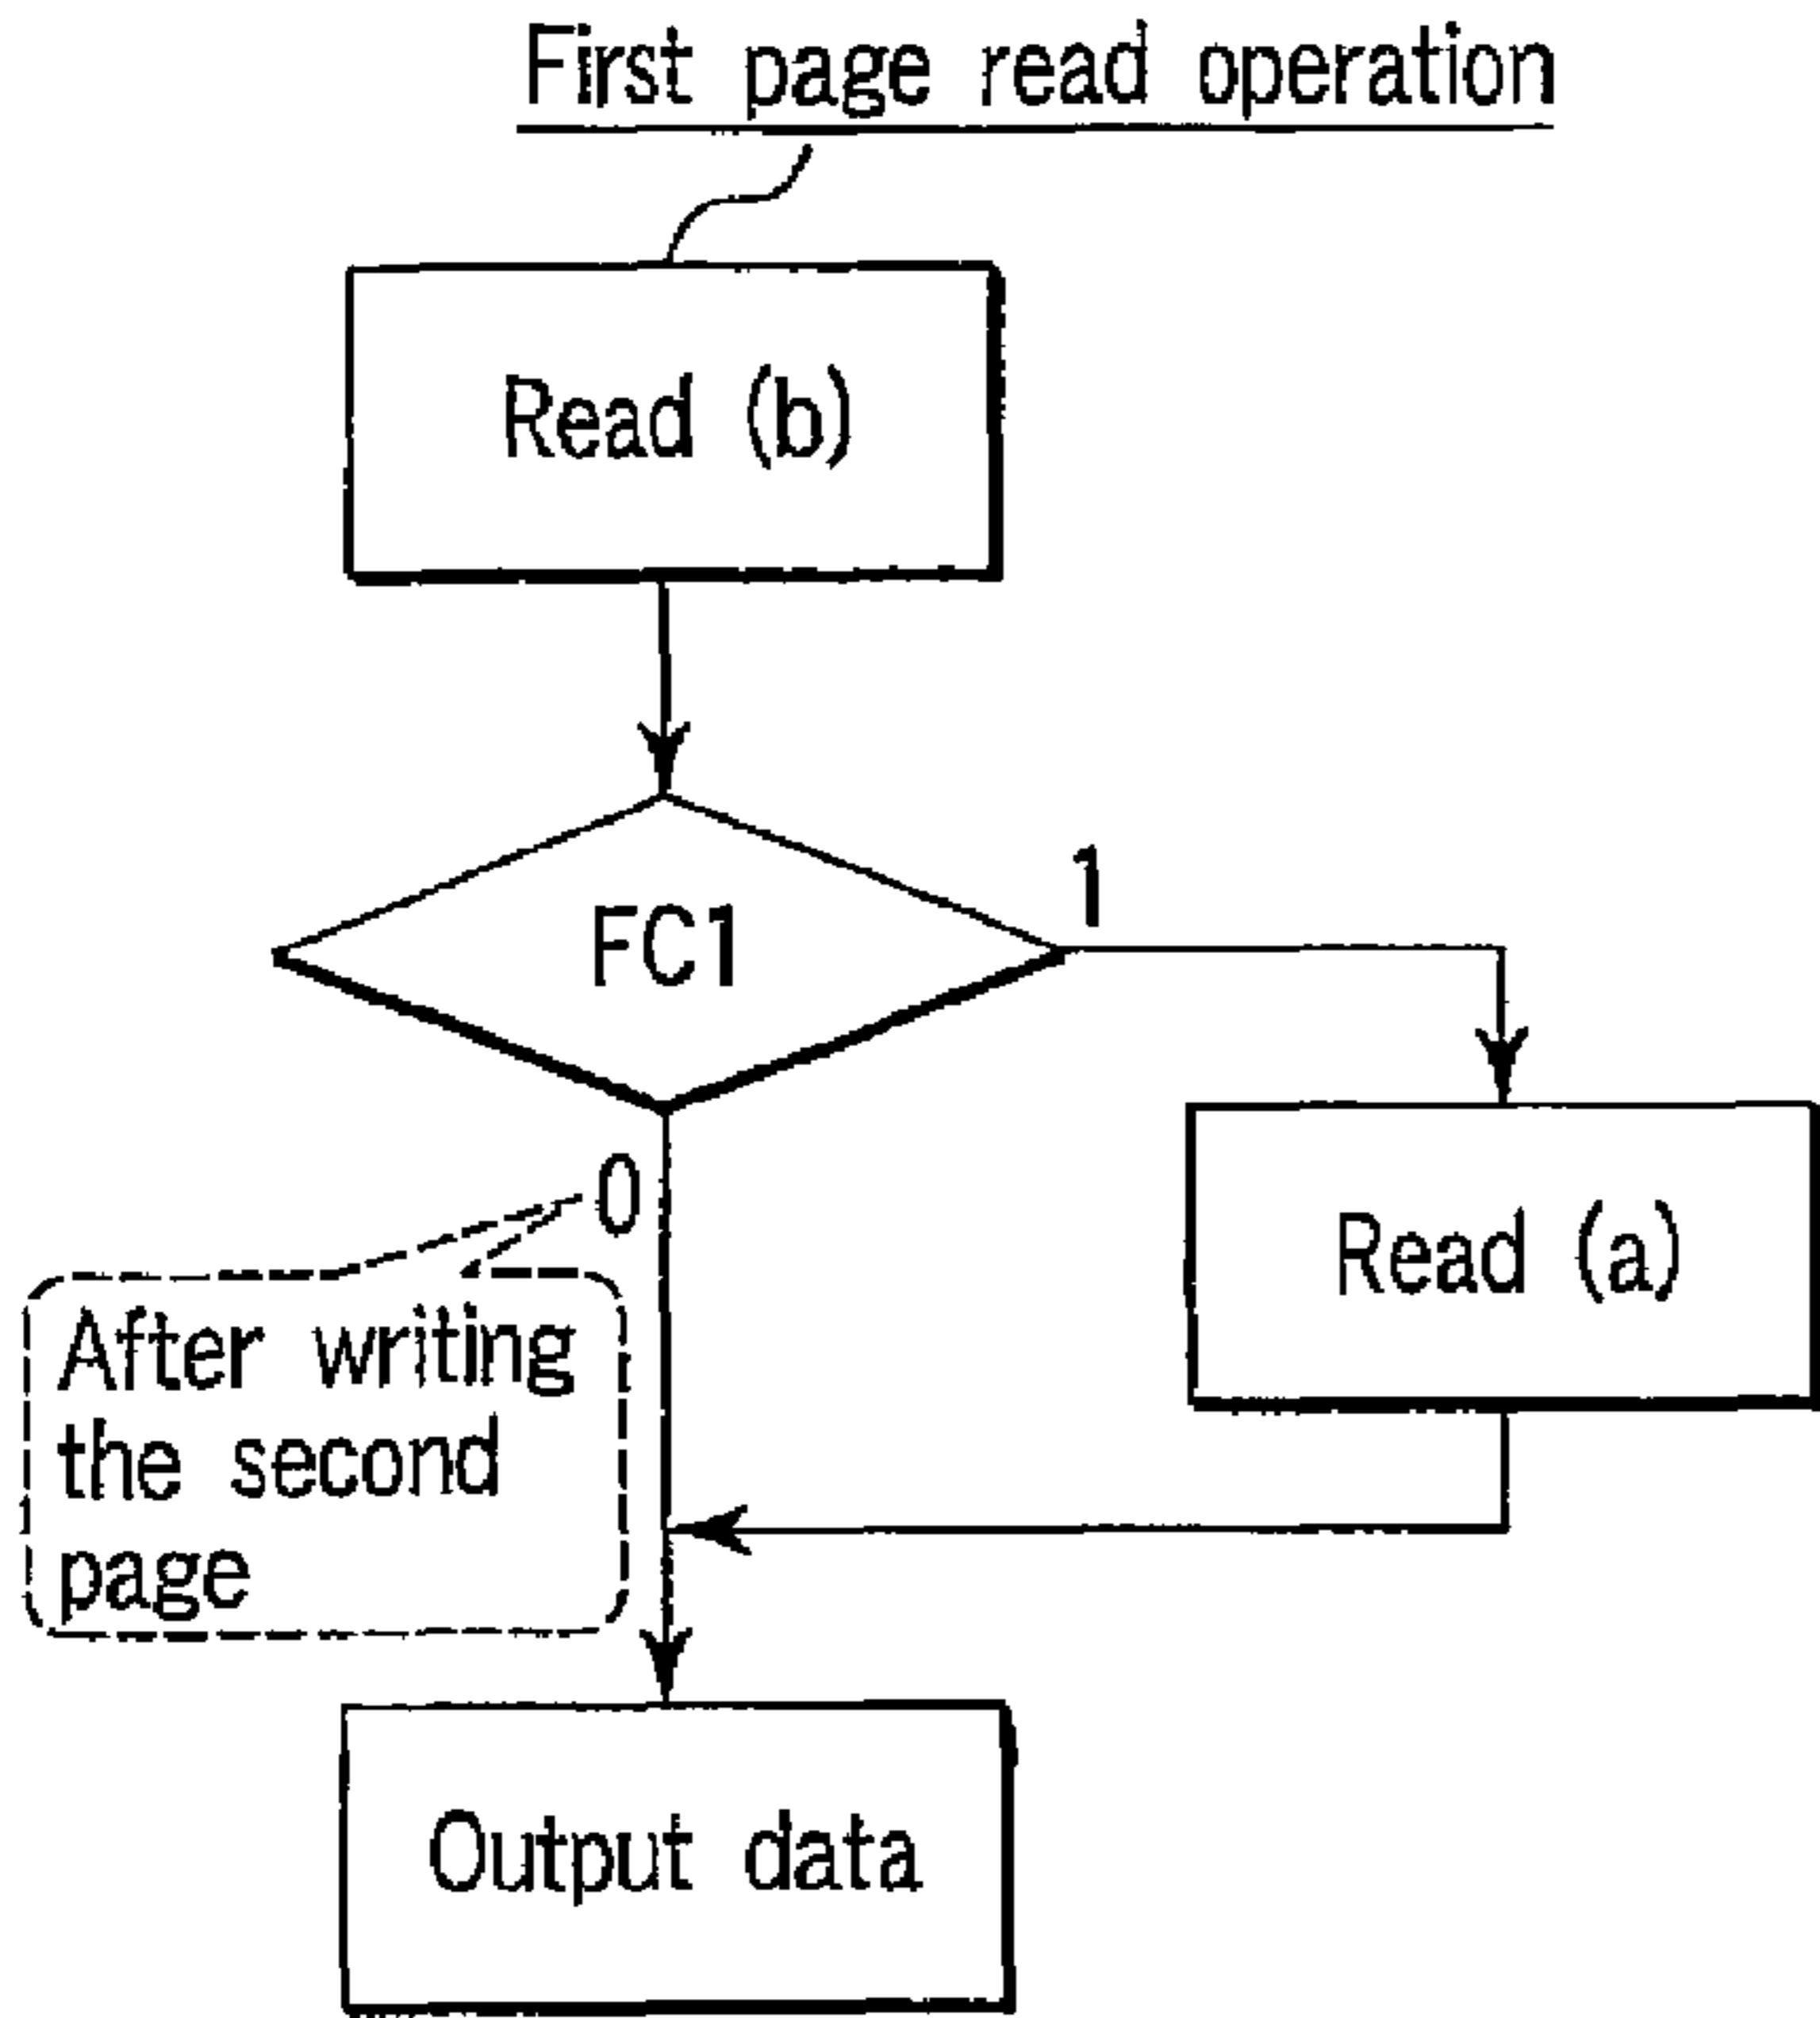 First page read operation
Read (b)
FC1
1
0
After writing
the second
page
Read (a)
Output data